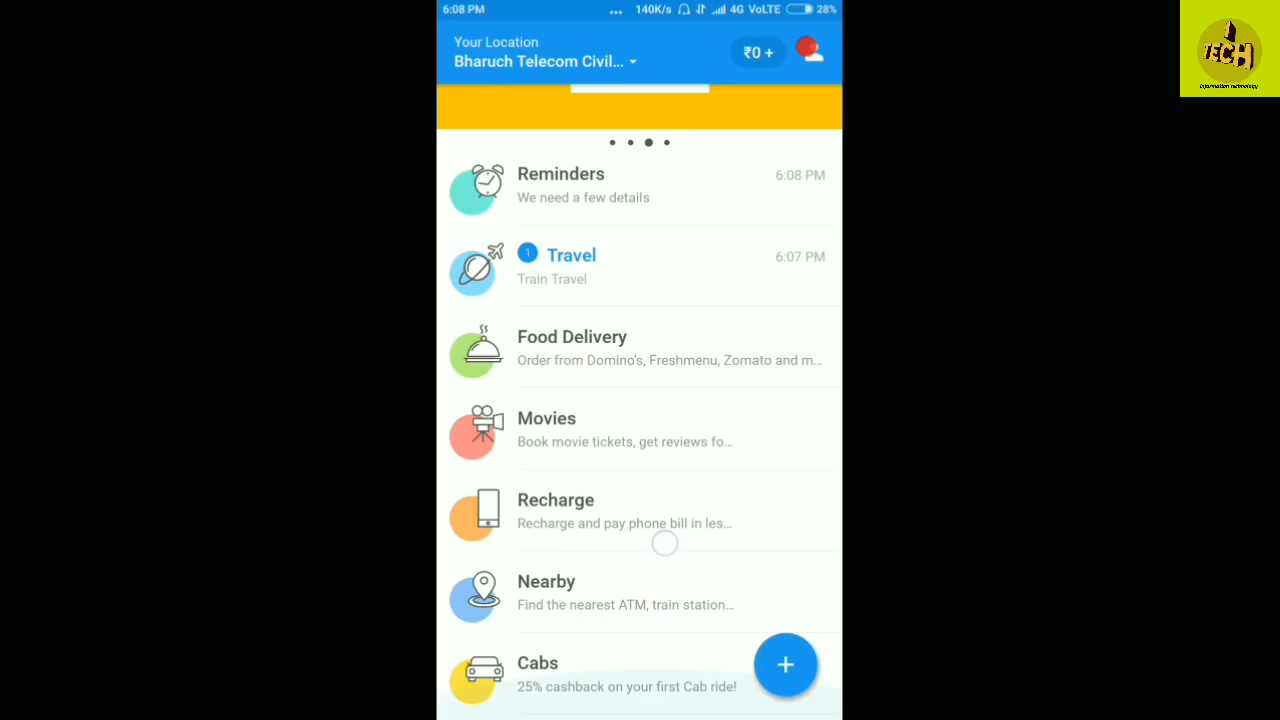 6:08 PM
... 140K/s 4G VoLTE 28%
Your Location
Bharuch Telecom Civil...
₹0 +
TECH
Information technology
Reminders
6:08 PM
We need a few details
1 Travel
6:07 PM
Train Travel
Food Delivery
Order from Domino's, Freshmenu, Zomato and m...
Movies
Book movie tickets, get reviews fo...
Recharge
Recharge and pay phone bill in les...
Nearby
Find the nearest ATM, train station...
Cabs
25% cashback on your first Cab ride!
+